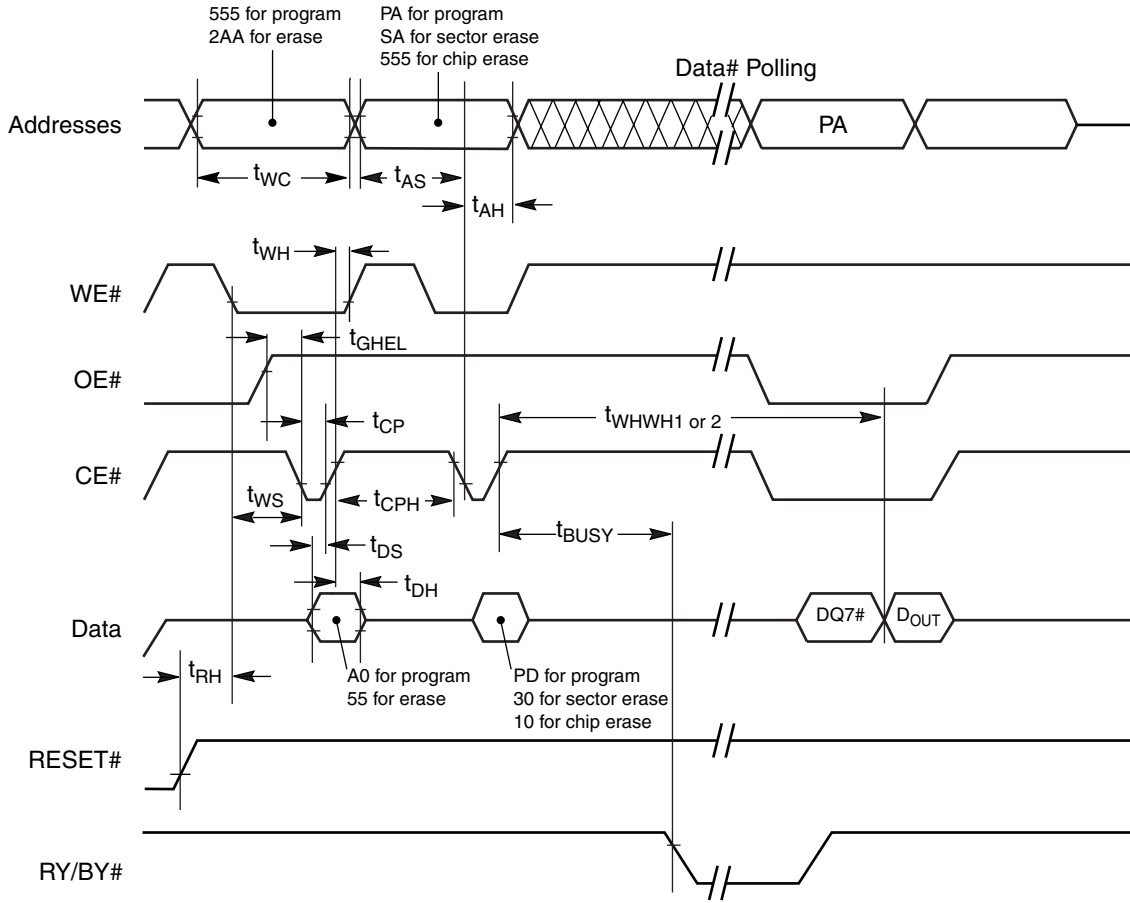 555 for program
2AA for erase
PA for program
SA for sector erase
555 for chip erase
Data# Polling
Addresses
PA
tWC
tAS
tAH
tWH
WE#
tGHEL
OE#
tWHWH1 or 2
tCP
CE#
tWS
tCPH
tBUSY
tDS
tDH
Data
DQ7#
DOUT
tRH
A0 for program
55 for erase
PD for program
30 for sector erase
10 for chip erase
RESET#
RY/BY#